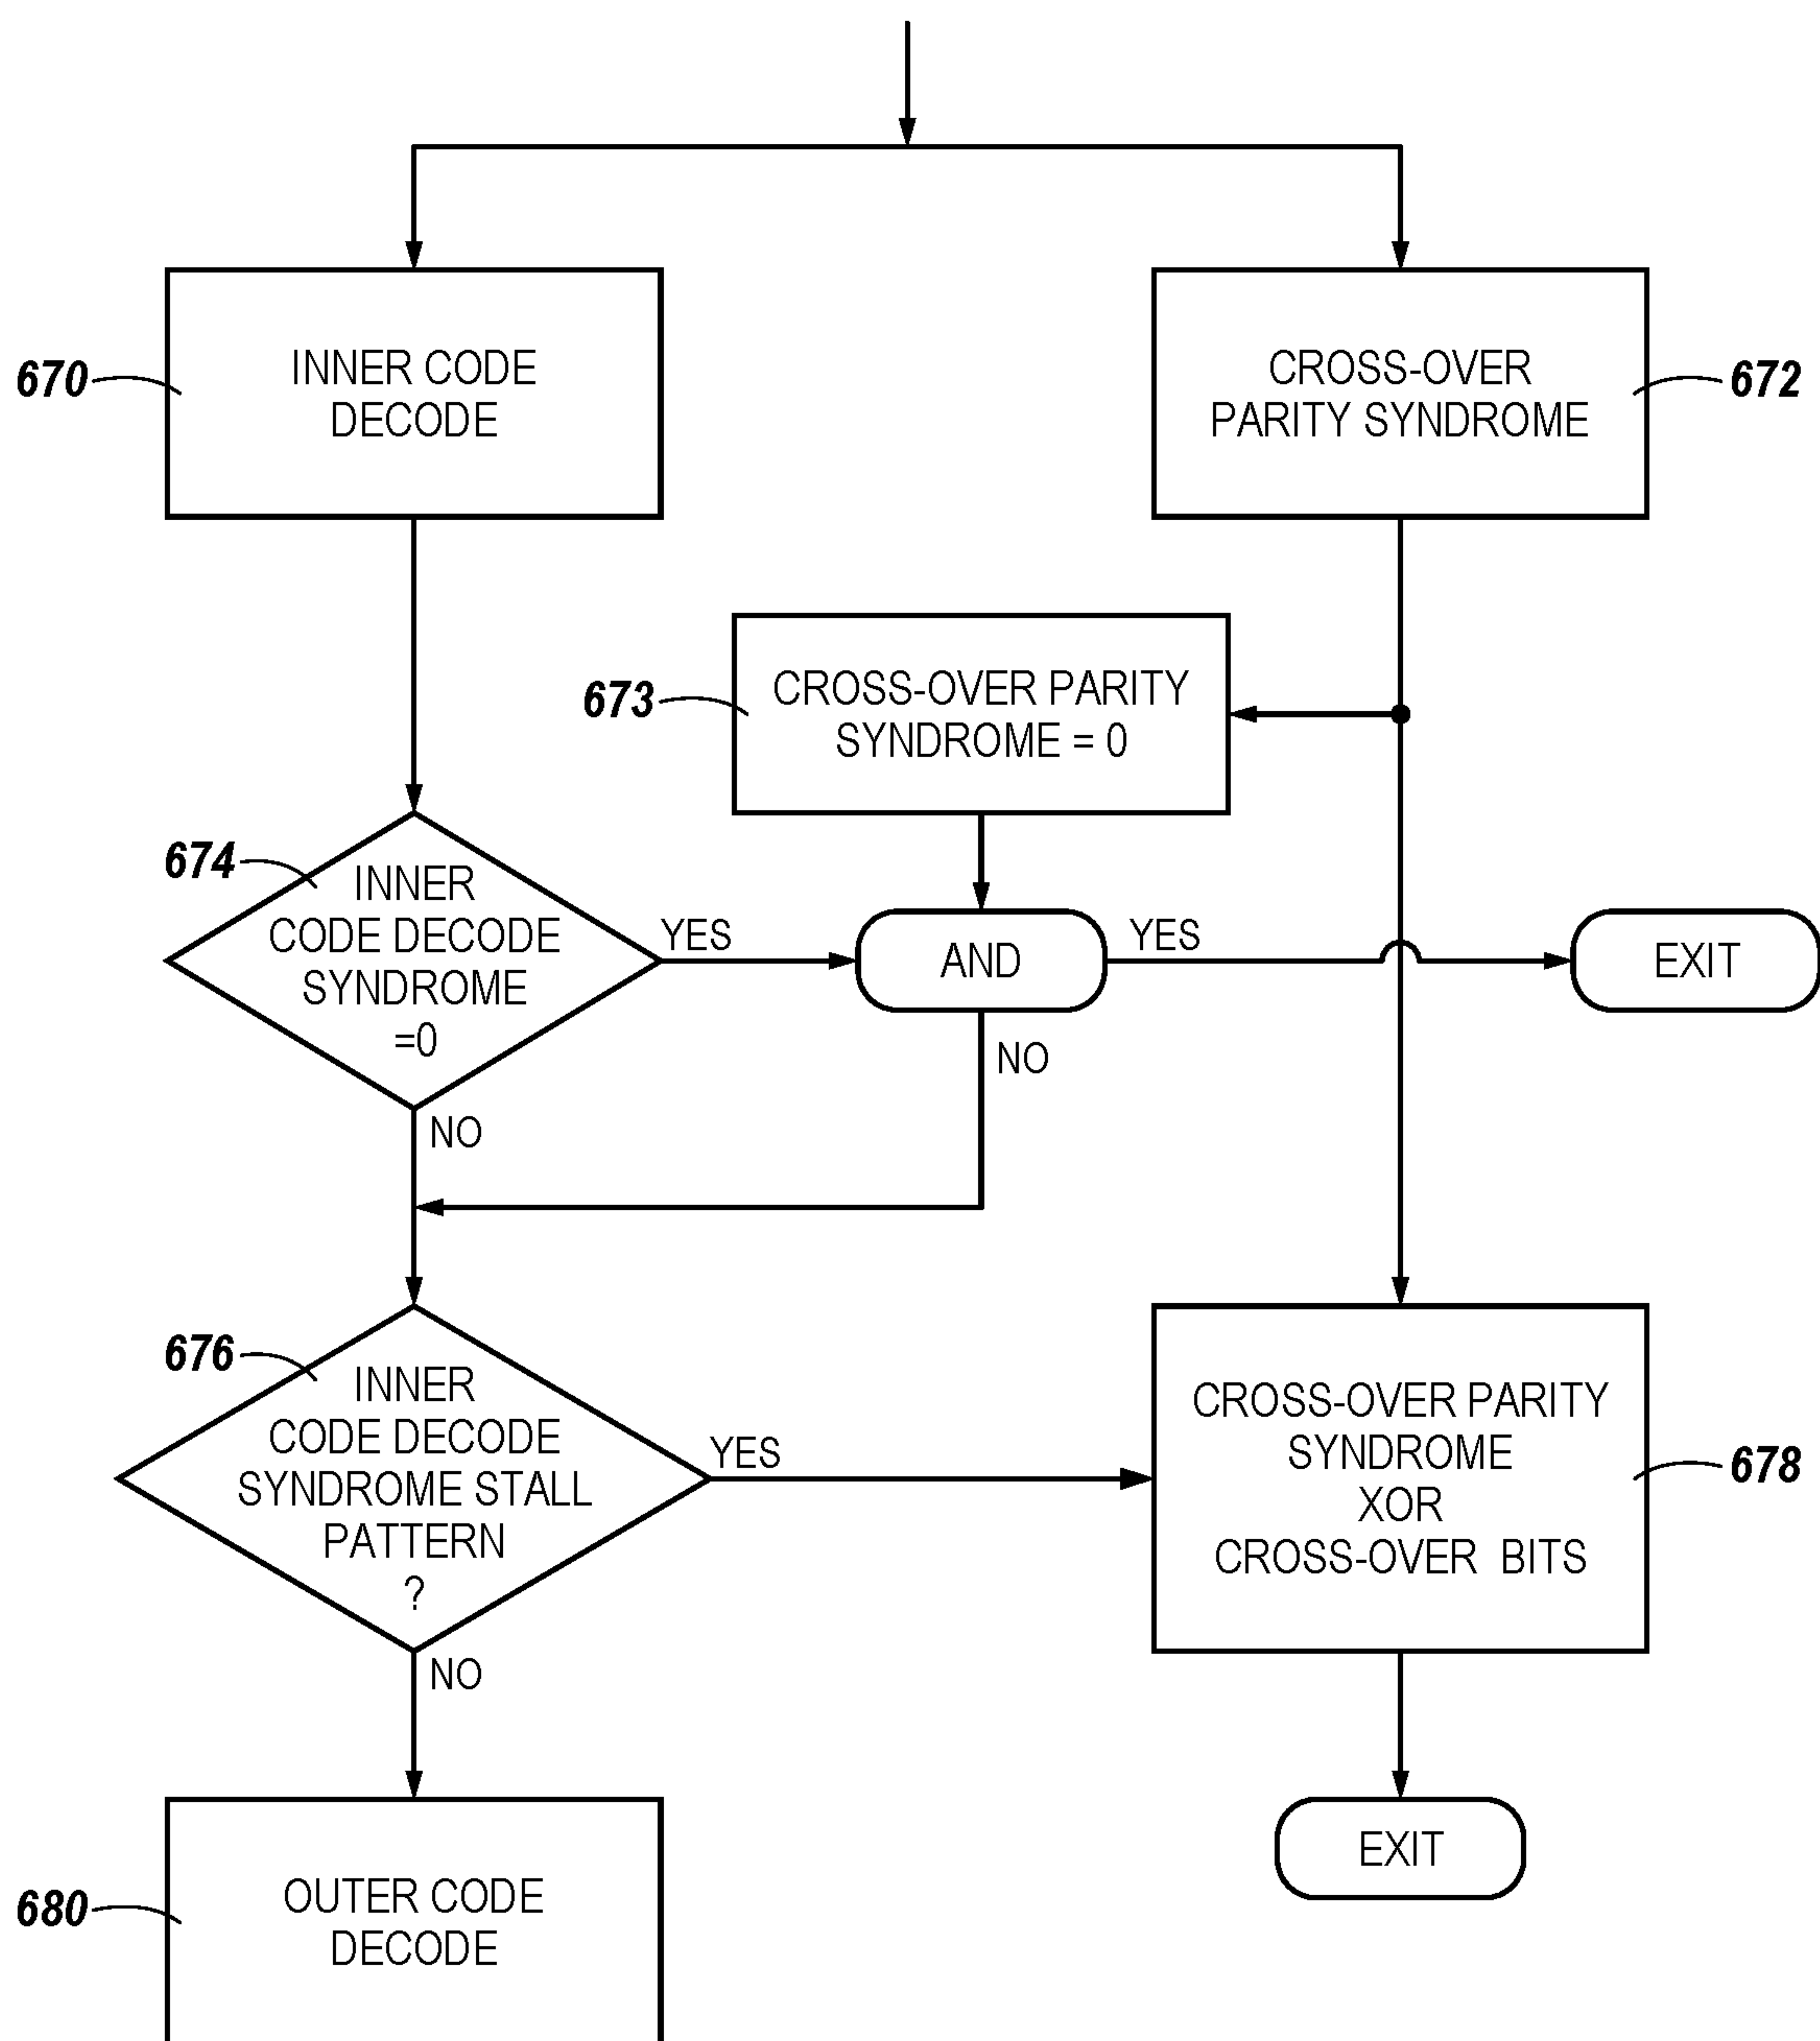 670
INNER CODE
DECODE
CROSS-OVER
PARITY SYNDROME
672
673
CROSS-OVER PARITY
SYNDROME = 0
674
INNER
CODE DECODE
SYNDROME
=0
YES
AND
YES
EXIT
NO
NO
676
INNER
CODE DECODE
SYNDROME STALL
PATTERN
?
YES
CROSS-OVER PARITY
SYNDROME
XOR
CROSS-OVER BITS
678
NO
EXIT
680
OUTER CODE
DECODE